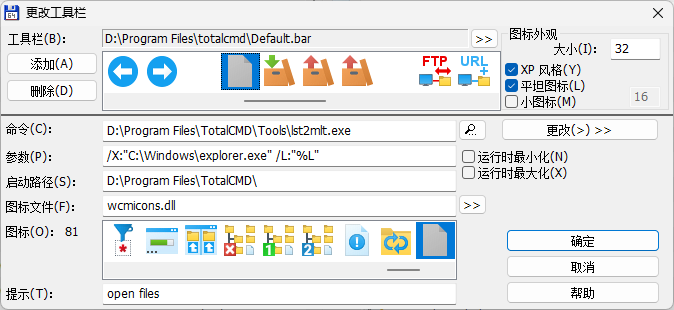 更改工具栏
工具栏(B): D:\Program Files\totalcmd\Default.bar >>
图标外观
大小(I): 32
添加(A)
删除(D)
FTP URL
XP 风格(Y)
平坦图标(L)
小图标(M) 16
命令(C): D:\Program Files\TotalCMD\Tools\lst2mlt.exe 更改(>) >>
参数(P): /X:"C:\Windows\explorer.exe" /L:"%L" 运行时最小化(N)
启动路径(S): D:\Program Files\TotalCMD\ 运行时最大化(X)
图标文件(F): wcmicons.dll >>
图标(O): 81
* 1 2
确定
取消
提示(T): open files 帮助